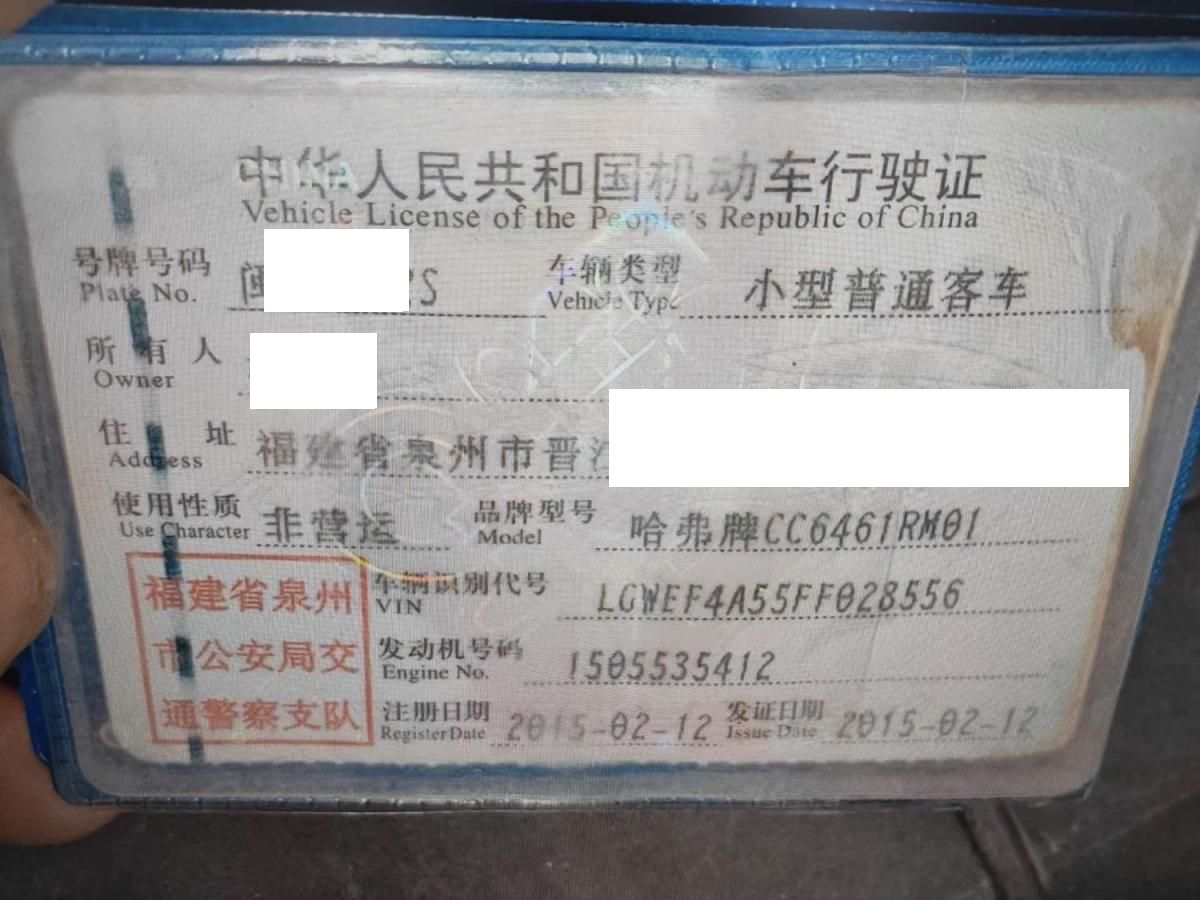 中华人民共和国机动车行驶证
Vehicle License of the People's Republic of China
号牌号码 闽 2S 车辆类型 小型普通客车
Plate No. Vehicle Type
所有人
Owner
住址 福建省泉州市晋江
Address
使用性质 非营运 品牌型号 哈弗牌CC6461RM01
Use Character Model
福建省泉州 车辆识别代号 LGWEF4A55FF028556
VIN
市公安局交 发动机号码 1505535412
Engine No.
通警察支队 注册日期 2015-02-12 发证日期 2015-02-12
Register Date Issue Date